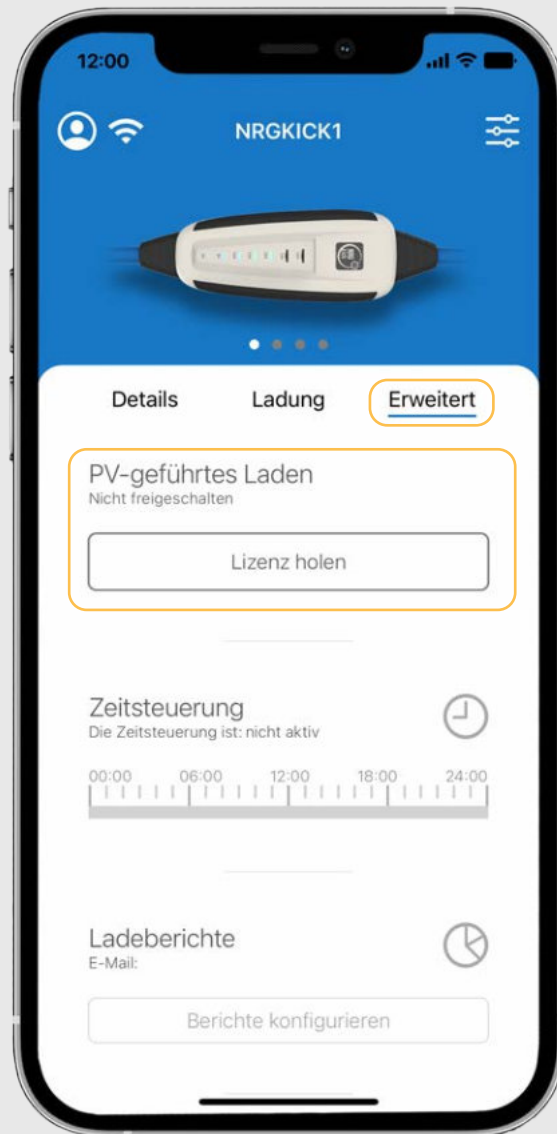 12:00
NRGKICK1
Details Ladung Erweitert
PV-geführtes Laden
Nicht freigeschalten
Lizenz holen
Zeitsteuerung
Die Zeitsteuerung ist: nicht aktiv
00:00 06:00 12:00 18:00 24:00
Ladeberichte
E-Mail:
Berichte konfigurieren